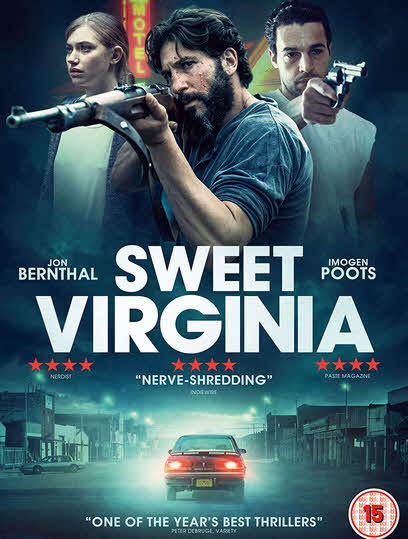 MOTEL
JON
BERNTHAL
IMOGEN
POOTS
SWEET
VIRGINIA
★★★★
NERDIST
★★★★
"NERVE-SHREDDING"
INDIEWIRE
★★★★
PASTE MAGAZINE
15
"ONE OF THE YEAR'S BEST THRILLERS"
PETER DEBRUGE, VARIETY